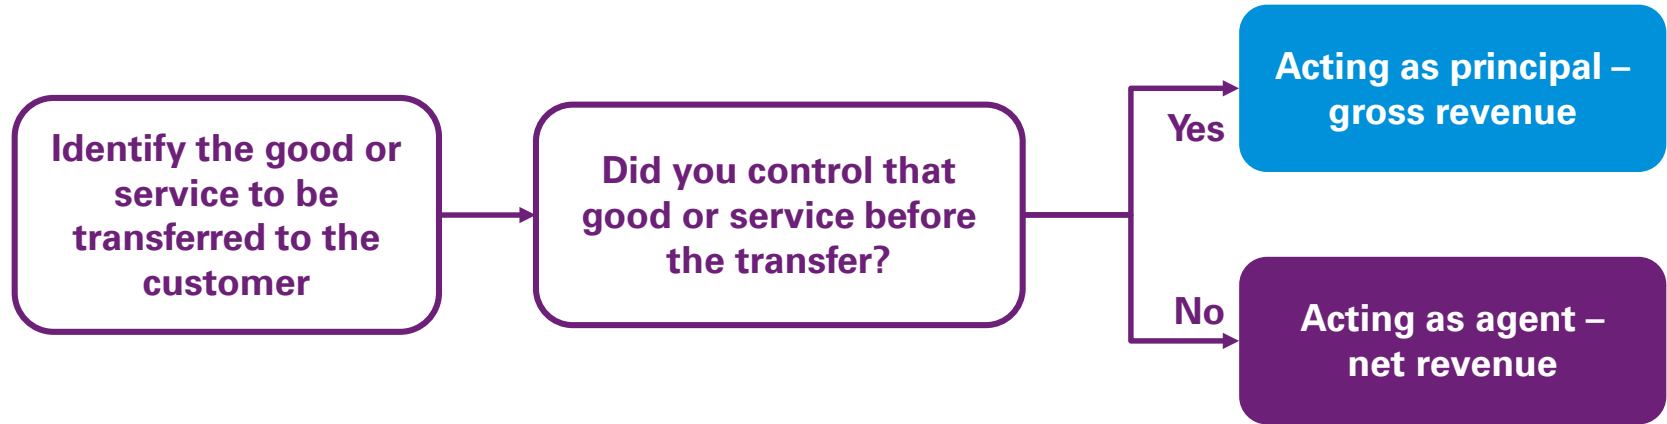 Identify the good or
service to be
transferred to the
customer
Did you control that
good or service before
the transfer?
Yes
Acting as principal –
gross revenue
No
Acting as agent –
net revenue